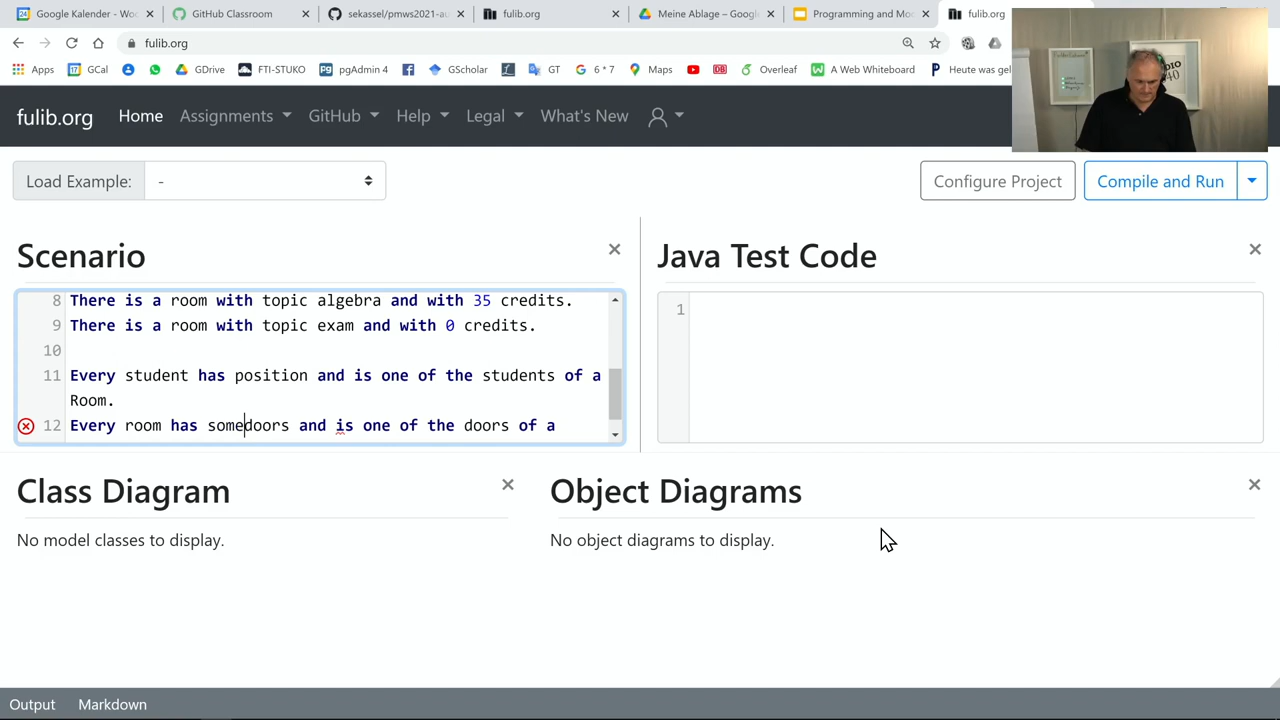 Google Kalender - Woc
GitHub Classroom
sekassel/pmws2021-au
fulib.org
Meine Ablage – Googl
Programming and Mod
fulib.org
fulib.org
Apps
GCal
GDrive
FTI-STUKO
pgAdmin 4
GScholar
GT
6 * 7
Maps
Overleaf
A Web Whiteboard
Heute was gel
fulib.org
Home
Assignments
GitHub
Help
Legal
What's New
Load Example:
-
Configure Project
Compile and Run
Scenario
8 There is a room with topic algebra and with 35 credits.
9 There is a room with topic exam and with 0 credits.
10
11 Every student has position and is one of the students of a
Room.
12 Every room has somedoors and is one of the doors of a
Java Test Code
1
Class Diagram
No model classes to display.
Object Diagrams
No object diagrams to display.
Output
Markdown